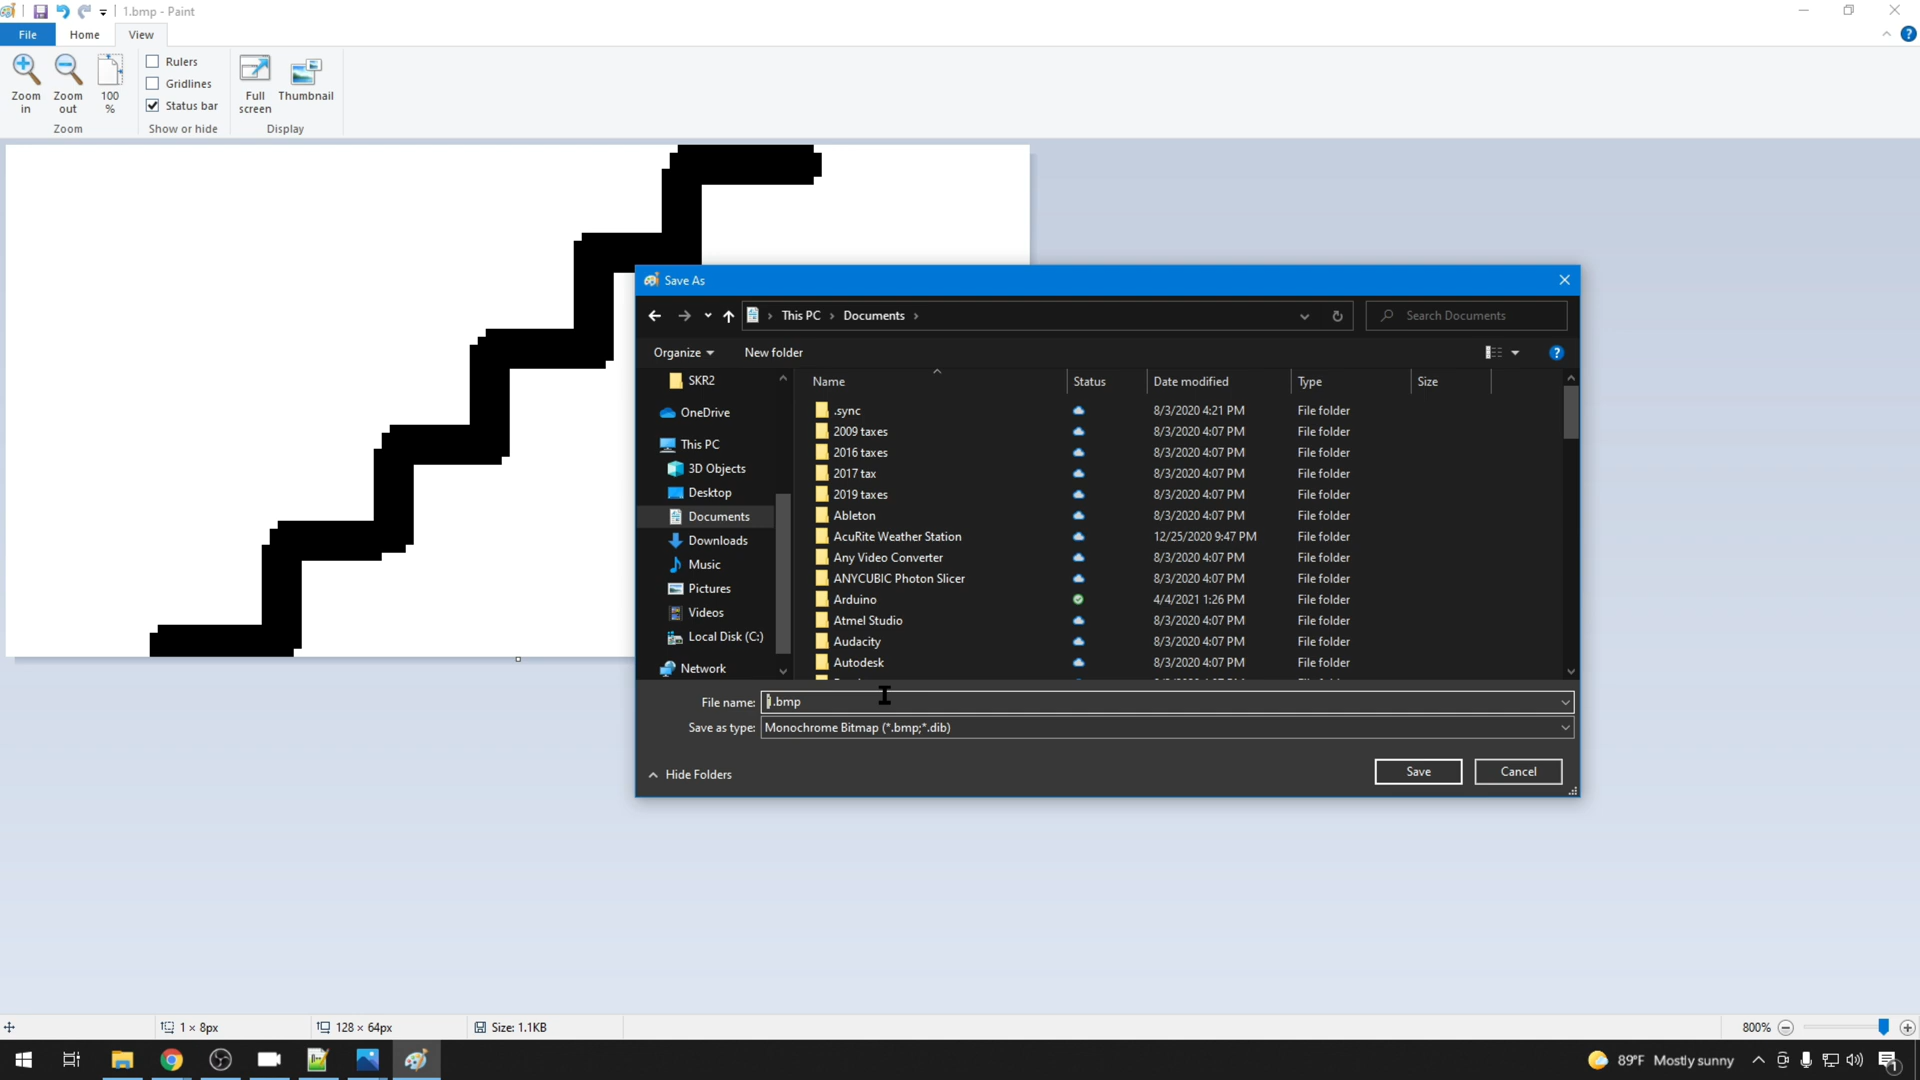 1.bmp - Paint
File Home View
Zoom in
Zoom out
100 %
Rulers
Gridlines
Status bar
Full screen
Thumbnail
Zoom
Show or hide
Display
Save As
This PC › Documents ›
Search Documents
Organize
New folder
SKR2
OneDrive
This PC
3D Objects
Desktop
Documents
Downloads
Music
Pictures
Videos
Local Disk (C:)
Network
Name Status Date modified Type Size
.sync 8/3/2020 4:21 PM File folder
2009 taxes 8/3/2020 4:07 PM File folder
2016 taxes 8/3/2020 4:07 PM File folder
2017 tax 8/3/2020 4:07 PM File folder
2019 taxes 8/3/2020 4:07 PM File folder
Ableton 8/3/2020 4:07 PM File folder
AcuRite Weather Station 12/25/2020 9:47 PM File folder
Any Video Converter 8/3/2020 4:07 PM File folder
ANYCUBIC Photon Slicer 8/3/2020 4:07 PM File folder
Arduino 4/4/2021 1:26 PM File folder
Atmel Studio 8/3/2020 4:07 PM File folder
Audacity 8/3/2020 4:07 PM File folder
Autodesk 8/3/2020 4:07 PM File folder
File name: 1.bmp
Save as type: Monochrome Bitmap (*.bmp;*.dib)
Hide Folders
Save
Cancel
1 × 8px
128 × 64px
Size: 1.1KB
800%
89°F Mostly sunny
1